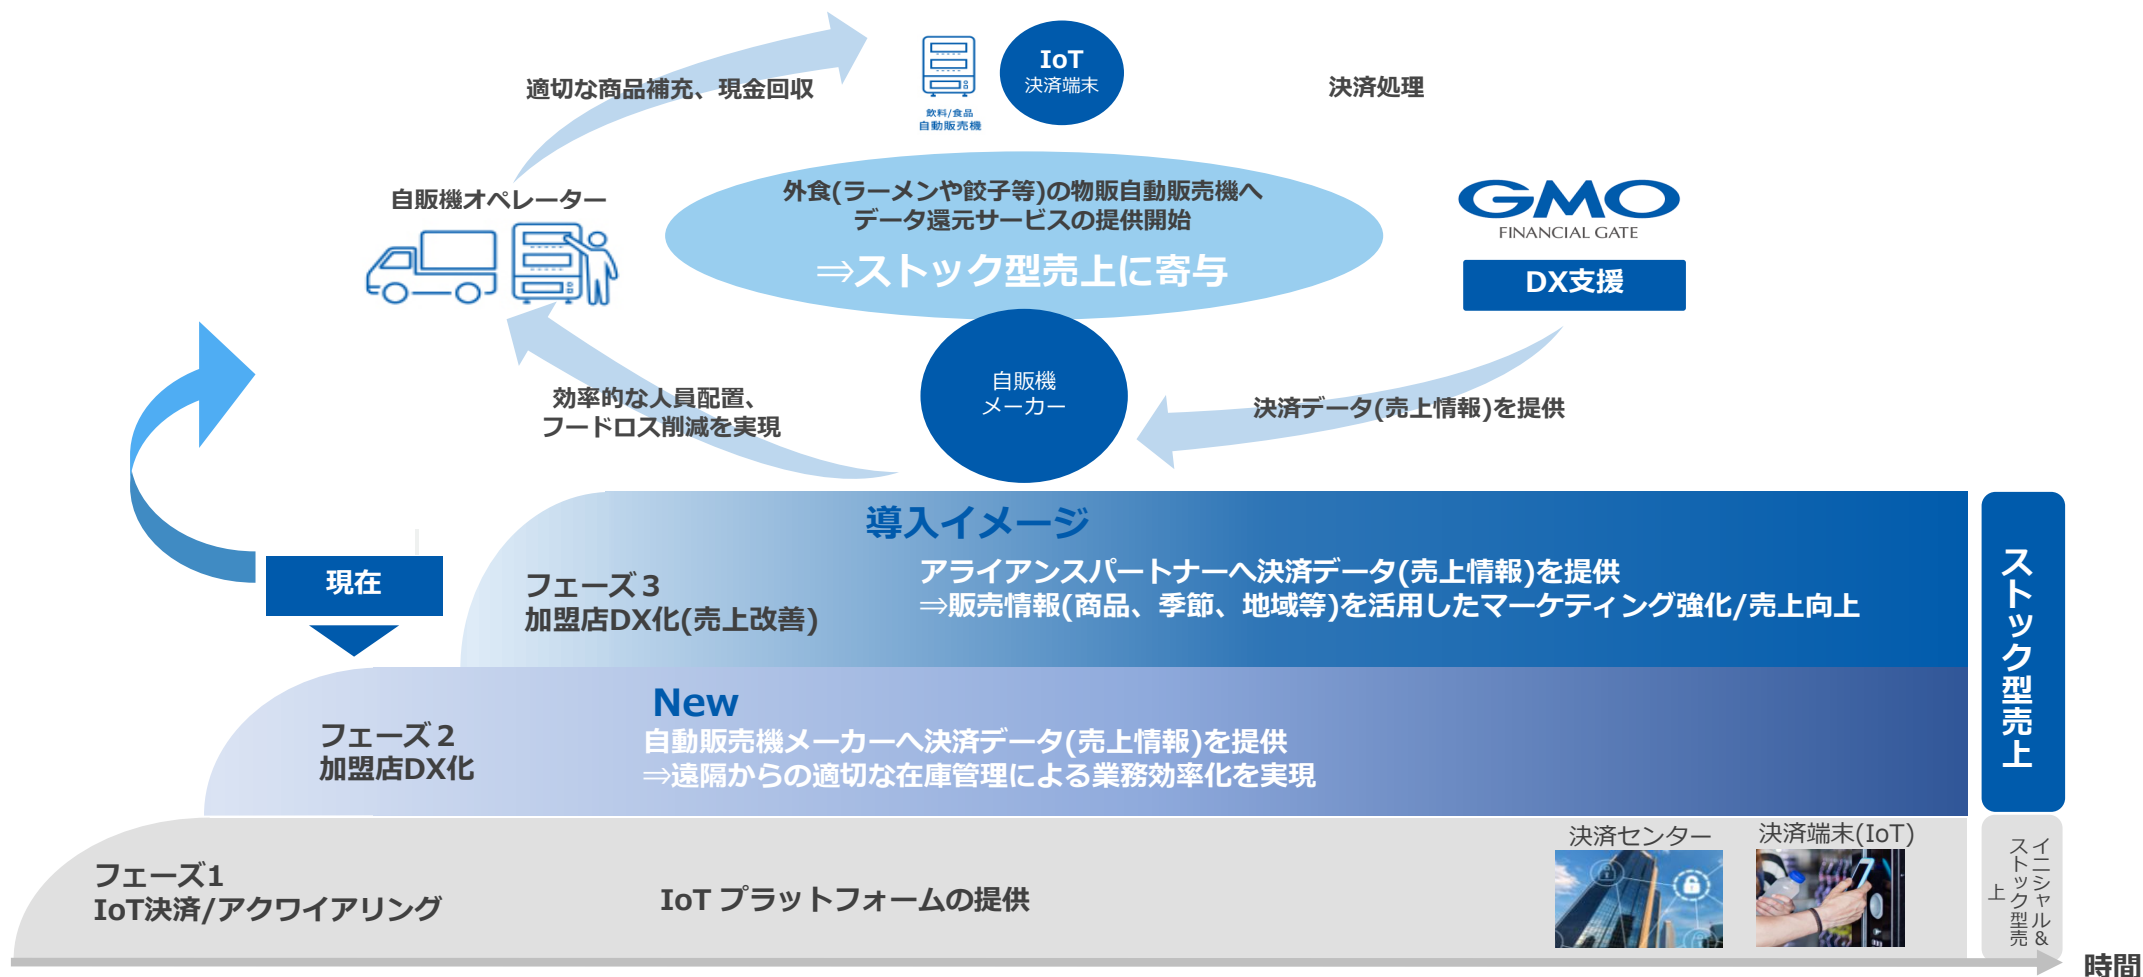 適切な商品補充、現金回収
IoT
決済端末
飲料/食品
自動販売機
決済処理
自販機オペレーター
外食(ラーメンや餃子等)の物販自動販売機へ
データ還元サービスの提供開始
⇒ストック型売上に寄与
GMO
FINANCIAL GATE
DX支援
自販機
メーカー
効率的な人員配置、
フードロス削減を実現
決済データ(売上情報)を提供
導入イメージ
現在
フェーズ３
加盟店DX化(売上改善)
アライアンスパートナーへ決済データ(売上情報)を提供
⇒販売情報(商品、季節、地域等)を活用したマーケティング強化/売上向上
ストック型売上
New
フェーズ２
加盟店DX化
自動販売機メーカーへ決済データ(売上情報)を提供
⇒遠隔からの適切な在庫管理による業務効率化を実現
フェーズ1
IoT決済/アクワイアリング
IoT プラットフォームの提供
決済センター
決済端末(IoT)
イニシャル&
ストック型売
上
時間